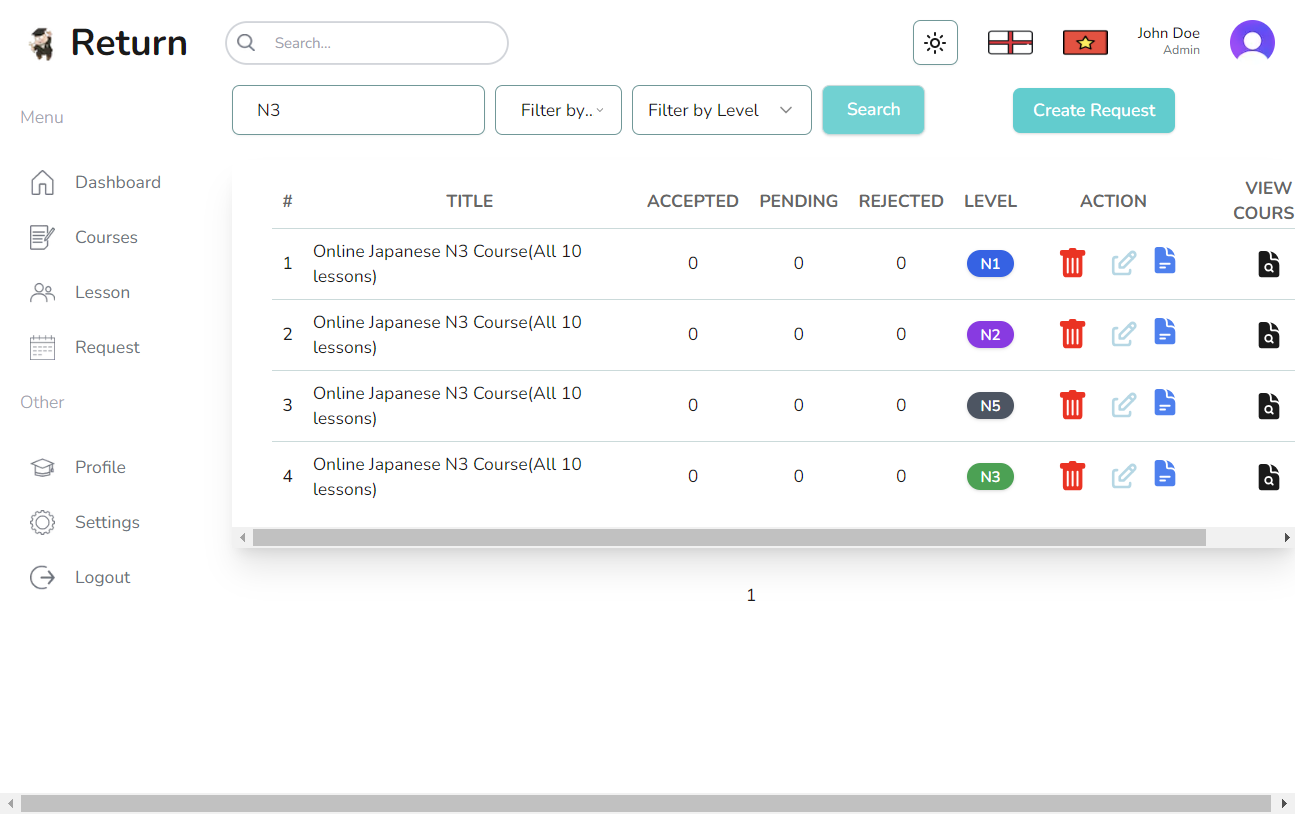 Return
Search...
John Doe
Admin
Menu
Dashboard
Courses
Lesson
Request
Other
Profile
Settings
Logout
N3
Filter by..
Filter by Level
Search
Create Request
# TITLE ACCEPTED PENDING REJECTED LEVEL ACTION VIEW
COURS
1 Online Japanese N3 Course(All 10
lessons) 0 0 0 N1
2 Online Japanese N3 Course(All 10
lessons) 0 0 0 N2
3 Online Japanese N3 Course(All 10
lessons) 0 0 0 N5
4 Online Japanese N3 Course(All 10
lessons) 0 0 0 N3
1